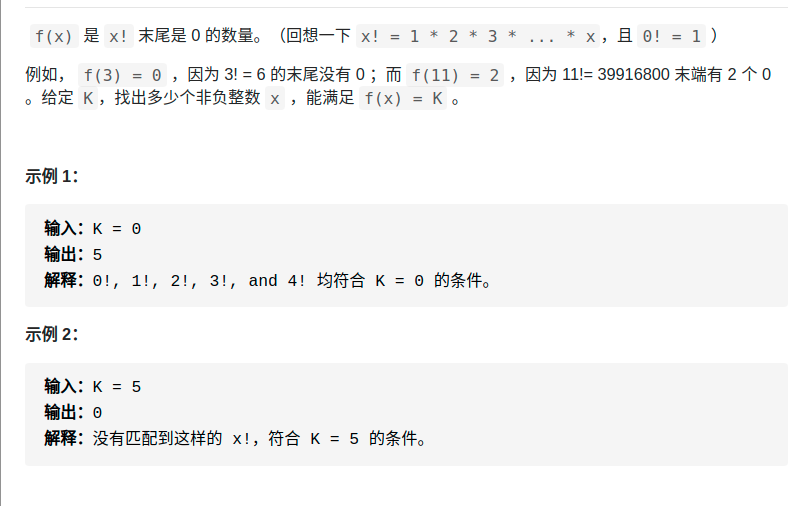 f(x) 是 x! 末尾是 0 的数量。（回想一下 x! = 1 * 2 * 3 * ... * x，且 0! = 1 ）
例如， f(3) = 0 ，因为 3! = 6 的末尾没有 0 ；而 f(11) = 2 ，因为 11!= 39916800 末端有 2 个 0
。给定 K，找出多少个非负整数 x ，能满足 f(x) = K 。
示例 1：
输入：K = 0
输出：5
解释：0!, 1!, 2!, 3!, and 4! 均符合 K = 0 的条件。
示例 2：
输入：K = 5
输出：0
解释：没有匹配到这样的 x!，符合 K = 5 的条件。